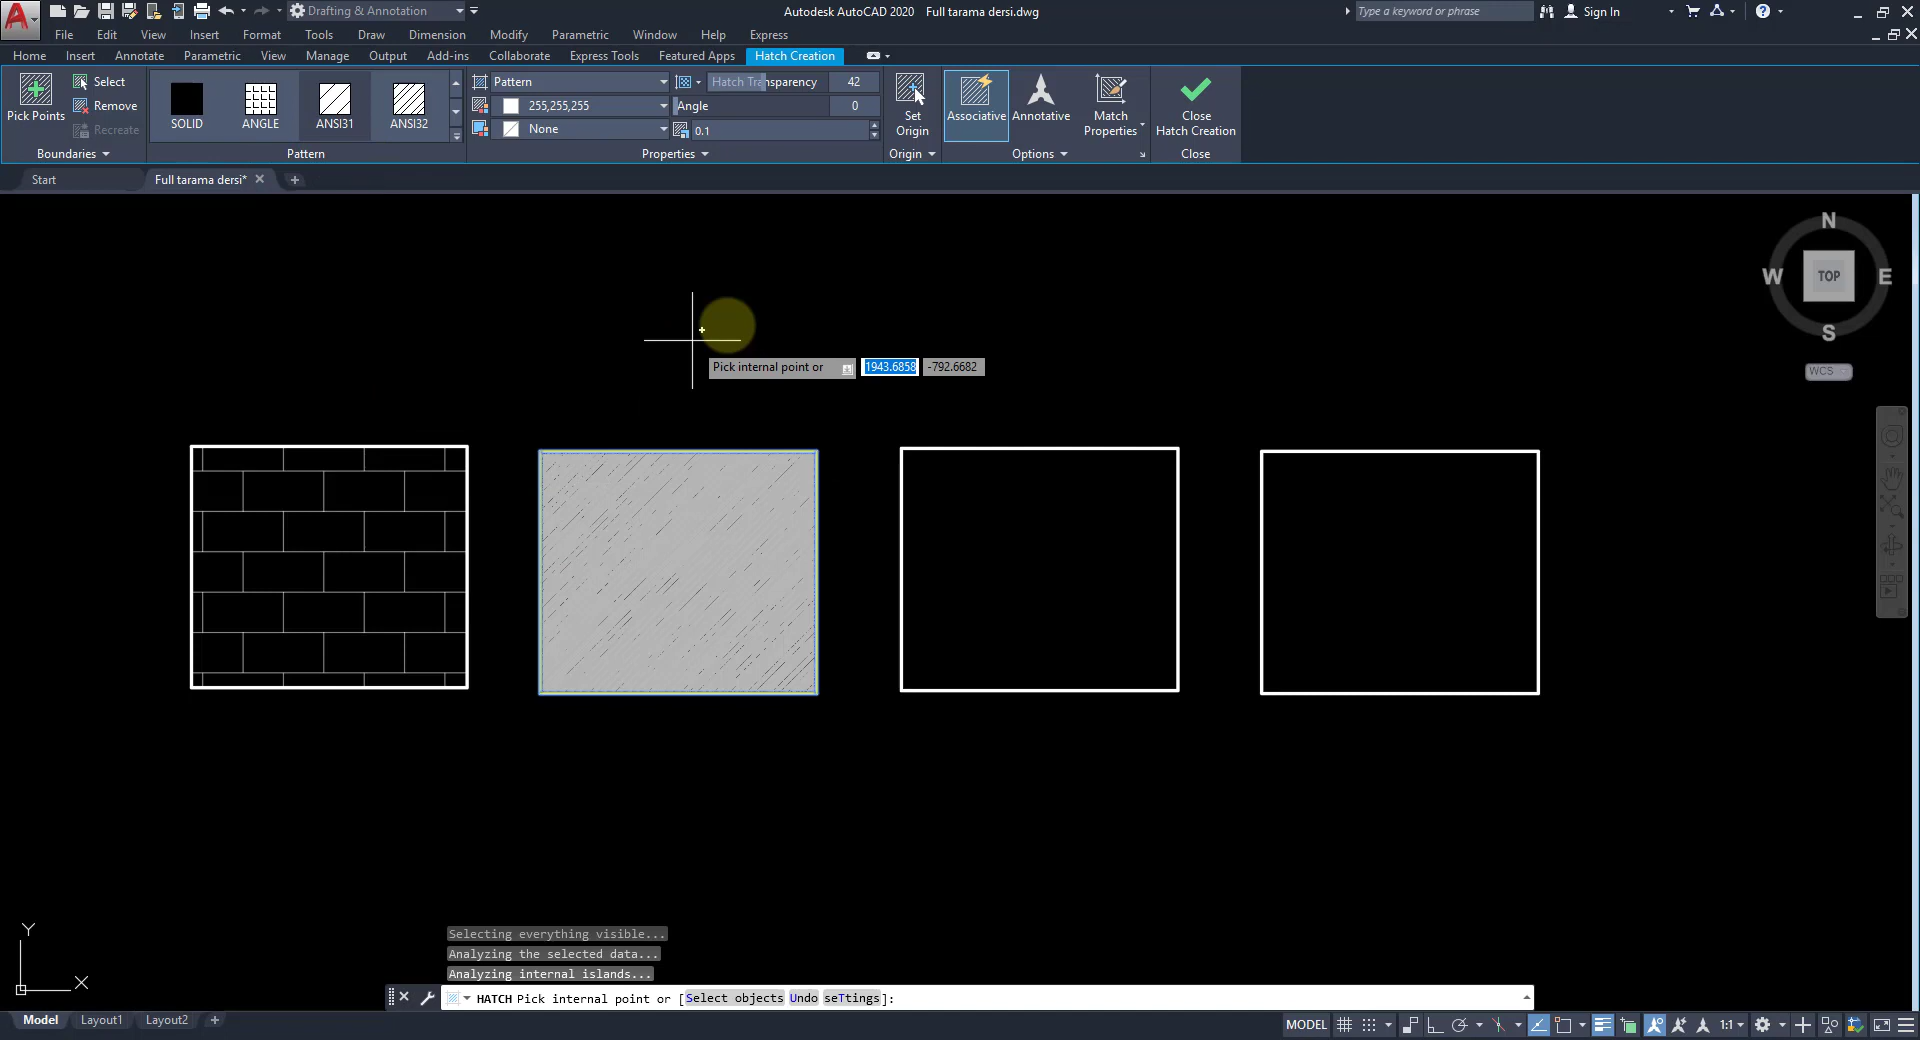 Drafting & Annotation
Autodesk AutoCAD 2020 Full tarama dersi.dwg
Type a keyword or phrase
Sign In
File Edit View Insert Format Tools Draw Dimension Modify Parametric Window Help Express
Home Insert Annotate Parametric View Manage Output Add-ins Collaborate Express Tools Featured Apps Hatch Creation
Pick Points
Select
Remove
Recreate
Boundaries
SOLID
ANGLE
ANSI31
ANSI32
Pattern
Pattern
255,255,255
None
Hatch Transparency 42
Angle 0
0.1
Properties
Set
Origin
Origin
Associative
Annotative
Match
Properties
Options
Close
Hatch Creation
Close
Start
Full tarama dersi*
N
W
TOP
E
S
WCS
Pick internal point or 1943.6858 -792.6682
Y
X
Selecting everything visible...
Analyzing the selected data...
Analyzing internal islands...
HATCH Pick internal point or [Select objects Undo seTtings]:
Model Layout1 Layout2
MODEL
1:1